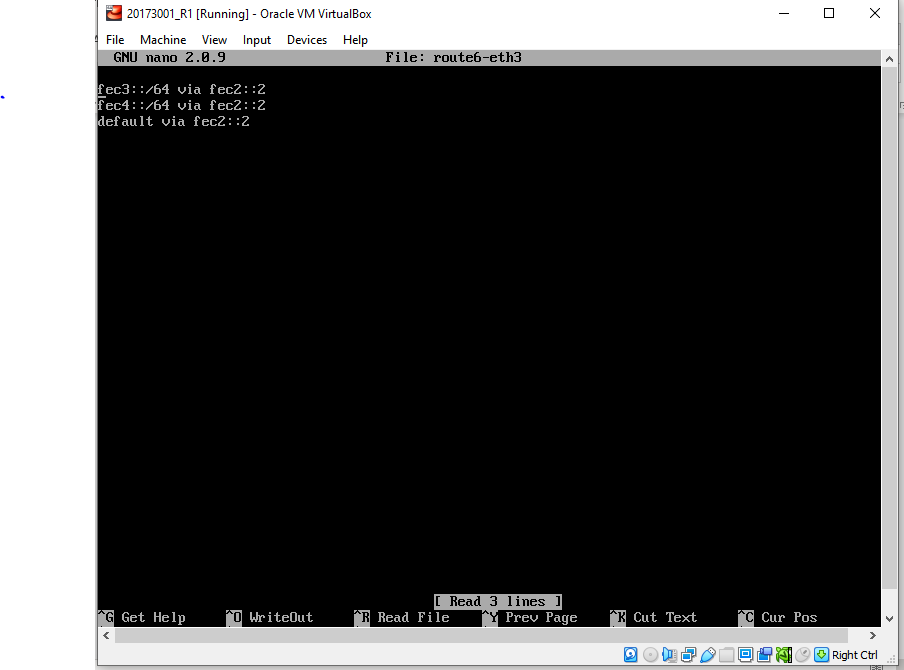 20173001_R1 [Running] - Oracle VM VirtualBox
File Machine View Input Devices Help
GNU nano 2.0.9 File: route6-eth3
fec3::/64 via fec2::2
fec4::/64 via fec2::2
default via fec2::2
[ Read 3 lines ]
^G Get Help ^O WriteOut ^R Read File ^Y Prev Page ^K Cut Text ^C Cur Pos
Right Ctrl